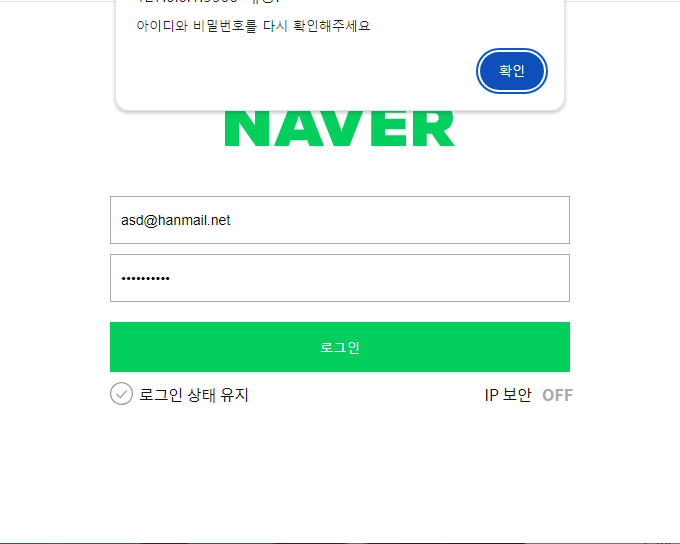 아이디와 비밀번호를 다시 확인해주세요
확인
NAVER
asd@hanmail.net
••••••••••
로그인
로그인 상태 유지
IP 보안 OFF